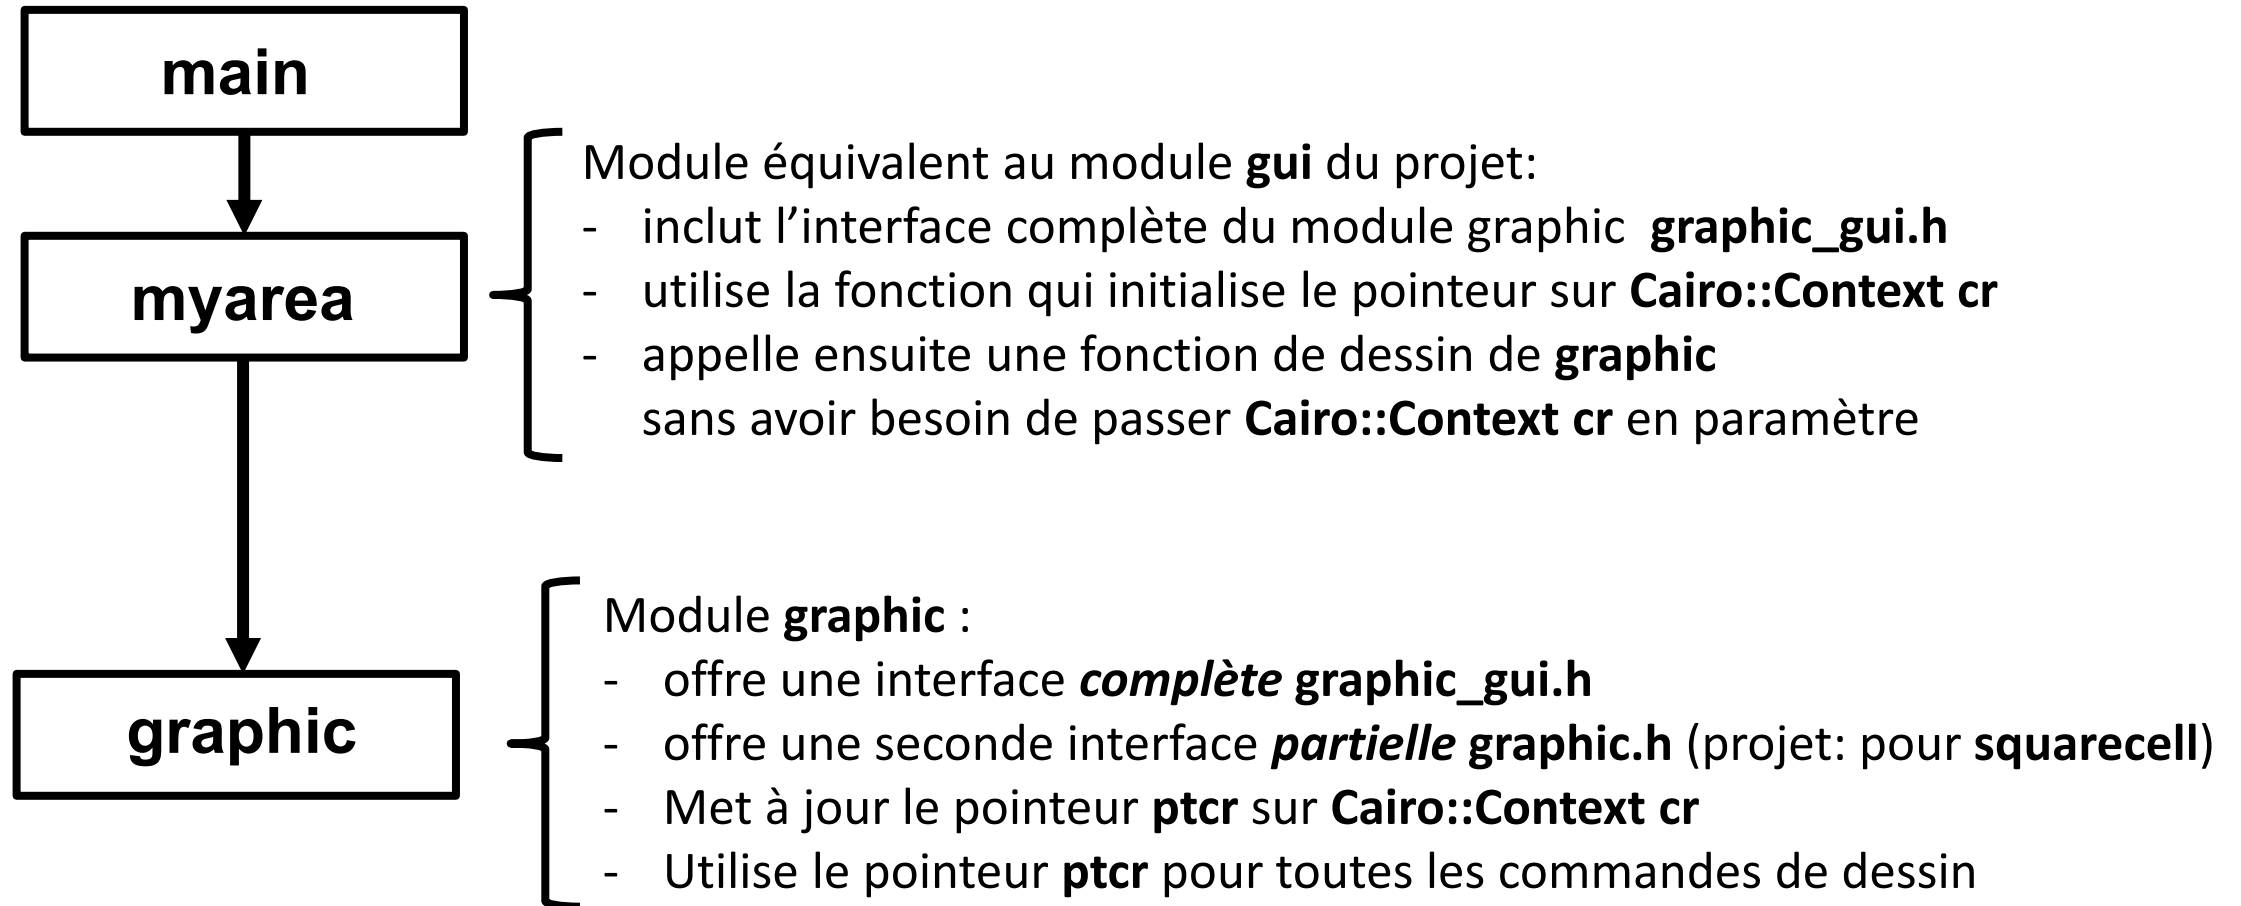 main
Module équivalent au module gui du projet:
- inclut l’interface complète du module graphic graphic_gui.h
myarea
- utilise la fonction qui initialise le pointeur sur Cairo::Context cr
- appelle ensuite une fonction de dessin de graphic
sans avoir besoin de passer Cairo::Context cr en paramètre
Module graphic :
- offre une interface complète graphic_gui.h
graphic
- offre une seconde interface partielle graphic.h (projet: pour squarecell)
- Met à jour le pointeur ptcr sur Cairo::Context cr
- Utilise le pointeur ptcr pour toutes les commandes de dessin